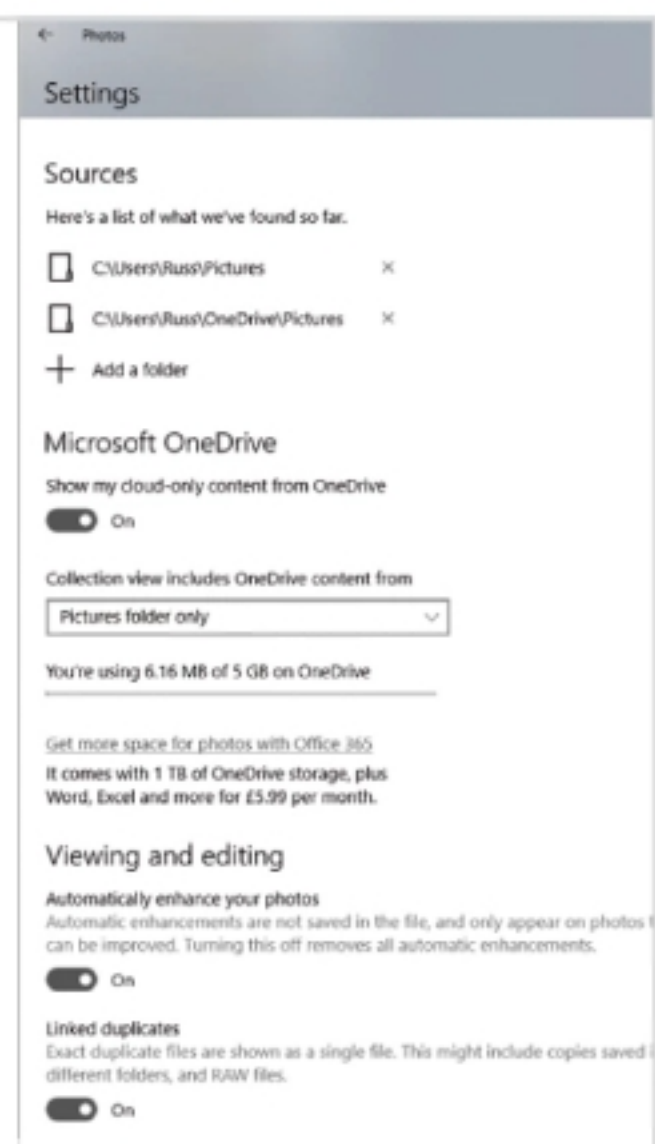 Photos
Settings
Sources
Here's a list of what we've found so far.
C:\Users\Russ\Pictures
C:\Users\Russ\OneDrive\Pictures
Add a folder
Microsoft OneDrive
Show my cloud-only content from OneDrive
On
Collection view includes OneDrive content from
Pictures folder only
You're using 6.16 MB of 5 GB on OneDrive
Get more space for photos with Office 365
It comes with 1 TB of OneDrive storage, plus
Word, Excel and more for £5.99 per month.
Viewing and editing
Automatically enhance your photos
Automatic enhancements are not saved in the file, and only appear on photos t
can be improved. Turning this off removes all automatic enhancements.
On
Linked duplicates
Exact duplicate files are shown as a single file. This might include copies saved i
different folders, and RAW files.
On